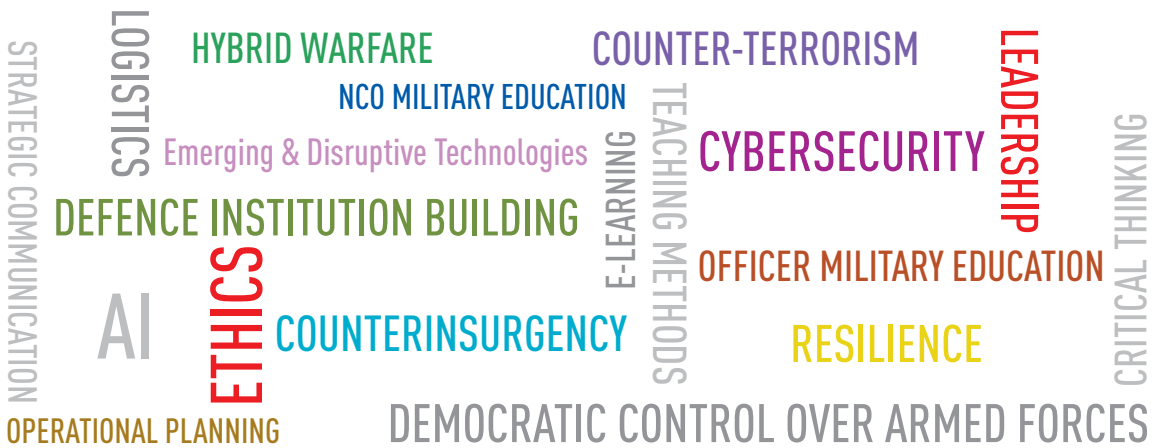 STRATEGIC COMMUNICATION
LOGISTICS
HYBRID WARFARE
COUNTER-TERRORISM
LEADERSHIP
NCO MILITARY EDUCATION
TEACHING METHODS
CRITICAL THINKING
Emerging & Disruptive Technologies
E-LEARNING
CYBERSECURITY
DEFENCE INSTITUTION BUILDING
ETHICS
OFFICER MILITARY EDUCATION
AI
COUNTERINSURGENCY
RESILIENCE
OPERATIONAL PLANNING
DEMOCRATIC CONTROL OVER ARMED FORCES